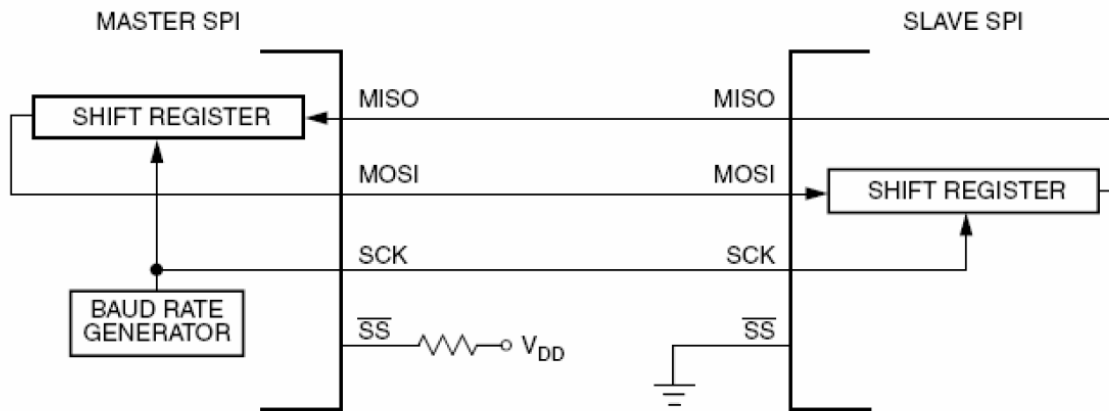 MASTER SPI
SLAVE SPI
SHIFT REGISTER
MISO
MISO
MOSI
MOSI
SHIFT REGISTER
SCK
SCK
BAUD RATE
GENERATOR
SS
VDD
SS